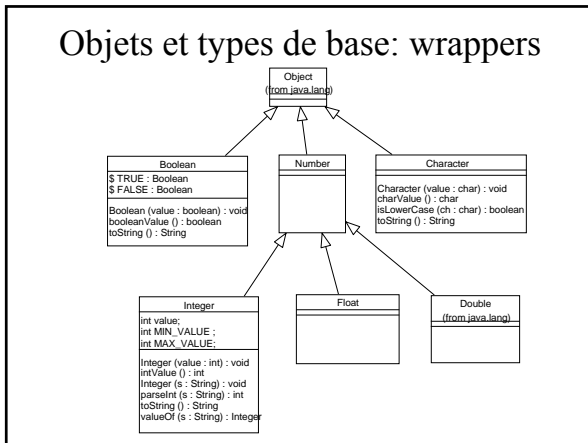 Objets et types de base: wrappers
Object
(from java.lang)
Boolean
$ TRUE : Boolean
$ FALSE : Boolean
Boolean (value : boolean) : void
booleanValue () : boolean
toString () : String
Number
Character
Character (value : char) : void
charValue () : char
isLowerCase (ch : char) : boolean
toString () : String
Integer
int value;
int MIN_VALUE ;
int MAX_VALUE;
Integer (value : int) : void
intValue () : int
Integer (s : String) : void
parseInt (s : String) : int
toString () : String
valueOf (s : String) : Integer
Float
Double
(from java.lang)